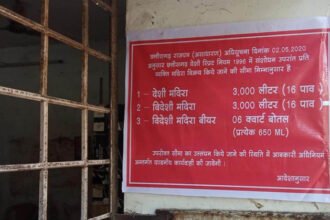 छत्तीसगढ़ राजपत्र (असाधारण) अधिसूचना दिनांक 02.05.2020
अनुसार छत्तीसगढ़ देशी स्पिरिट नियम 1995 में संशोधन उपरांत प्रति
व्यक्ति मदिरा विक्रय किये जाने की सीमा निम्नानुसार है
1 - देशी मदिरा 3,000 लीटर (16 पाव)
2 - विदेशी मदिरा 3,000 लीटर (16 पाव)
3 - विदेशी मदिरा बीयर 06 क्वार्ट बोतल
(प्रत्येक 650 ML)
उपरोक्त सीमा का उल्लंघन किये जाने की स्थिति में आबकारी अधिनियम
अन्तर्गत दाण्डिक कार्यवाही की जावेगी ।
आदेशानुसार